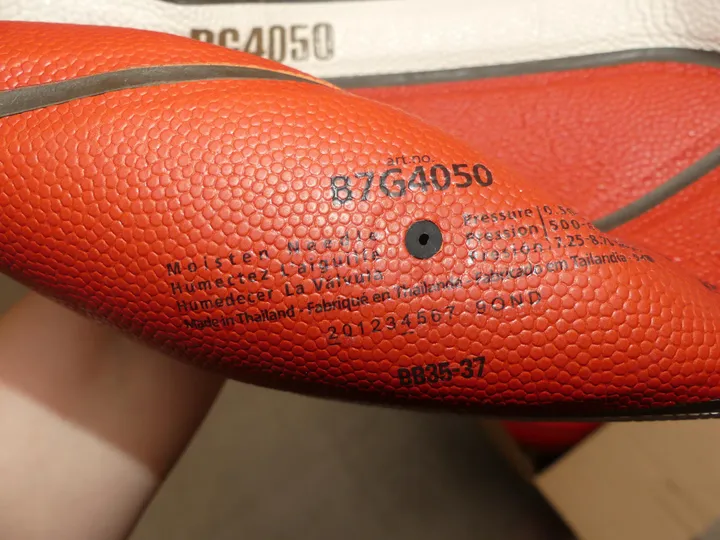 BG4050
art.no.
B7G4050
Moisten Needle
Humectez L'aiguille
Humedecer La Válvula
Pressure
Pression
Presión
Made in Thailand · Fabriqué en Thaïlande · Fabricado en Tailandia
201234567 90ND
BB35-37